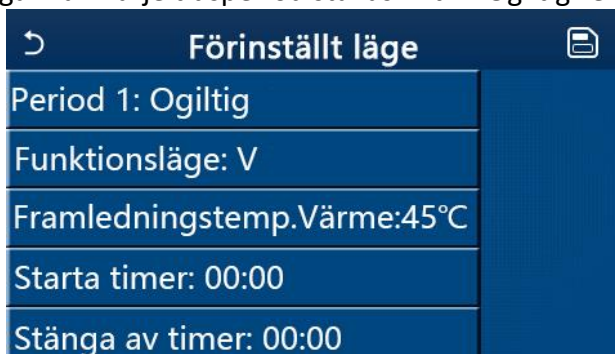 Förinställt läge
Period 1: Ogiltig
Funktionsläge: V
Framledningstemp.Värme:45℃
Starta timer: 00:00
Stänga av timer: 00:00